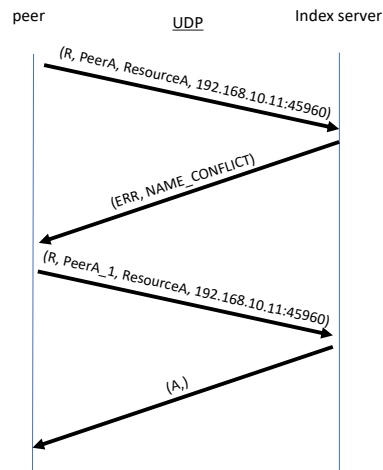 peer
UDP
Index server
(R, PeerA, ResourceA, 192.168.10.11:45960)
(ERR, NAME_CONFLICT)
(R, PeerA_1, ResourceA, 192.168.10.11:45960)
(A,)